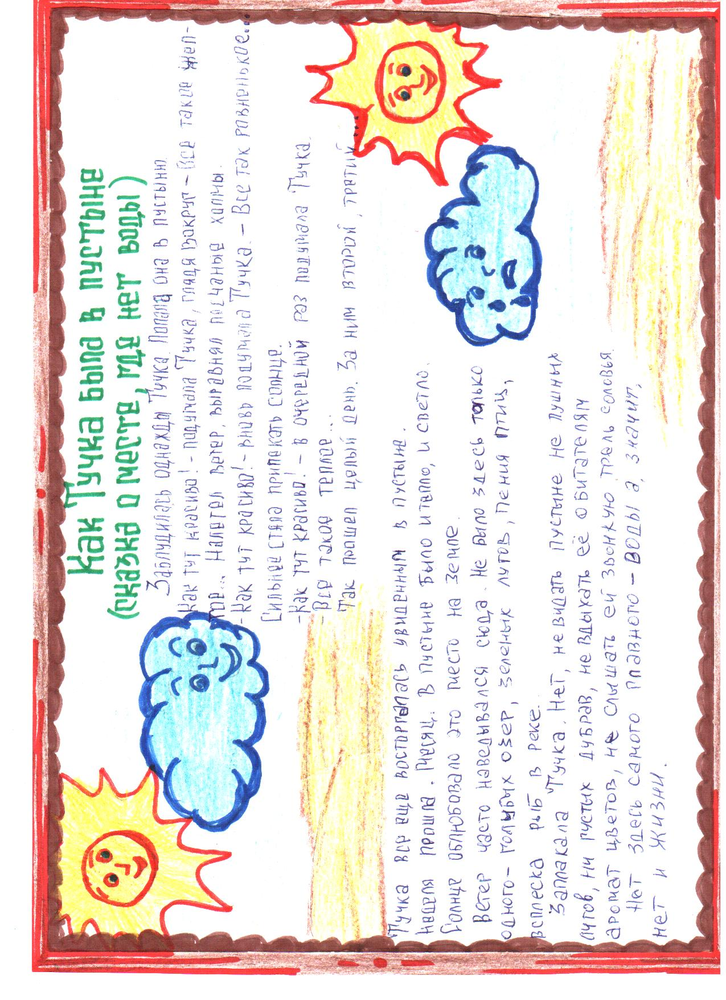 Как Тучка была в пустыне
(сказка о месте, где нет воды)
Заблудилась однажды Тучка. Попала она в пустыню.
-Как тут красиво! - подумала Тучка, глядя вокруг - Все такие жел-
тое... Налетел ветер, выравнял песчаные холмы.
-Как тут красиво! - вновь подумала Тучка. - Все так ровненькое...
Сильнее стало припекать солнце.
-Как тут красиво! - в очередной раз подумала Тучка.
-Все такое теплое...
Так прошел целый день. За ним второй, третий....
Тучка все еще восторгалась увиденным в пустыне.
Неделя прошла. Месяц. В пустыне было и тепло, и светло.
Солнце облюбовало это место на земле.
Ветер часто наведывался сюда. Не было здесь только
одного- голубых озер, зеленых лугов, пения птиц,
всплеска рыб в реке.
Заплакала Тучка. Нет, не видать пустыне не пушных
лугов, ни густых дубрав, не вдыхать её обитателям
аромат цветов, не слышать ей звонкую трель соловья.
Нет здесь самого главного - воды а, значит,
нет и жизни.